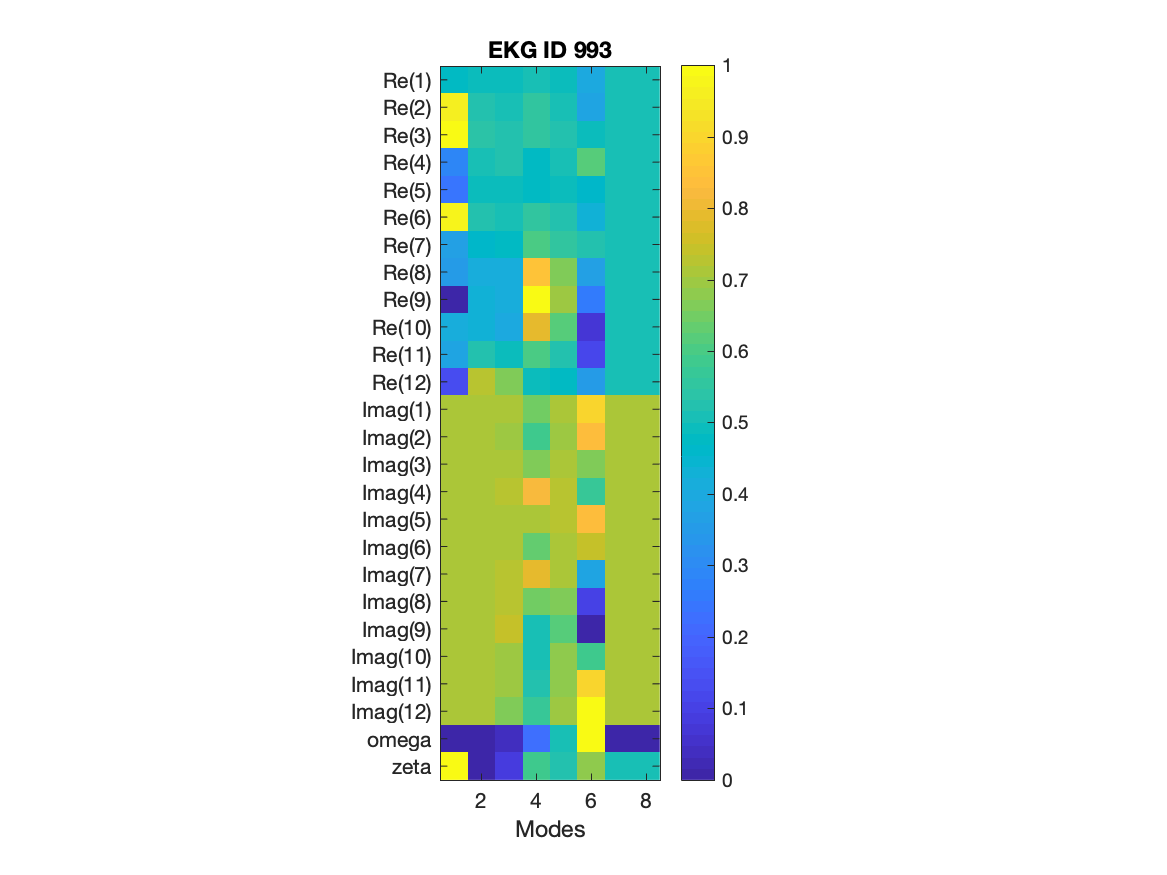 EKG ID 993
Re(1)
Re(2)
Re(3)
Re(4)
Re(5)
Re(6)
Re(7)
Re(8)
Re(9)
Re(10)
Re(11)
Re(12)
Imag(1)
Imag(2)
Imag(3)
Imag(4)
Imag(5)
Imag(6)
Imag(7)
Imag(8)
Imag(9)
Imag(10)
Imag(11)
Imag(12)
omega
zeta
2 4 6 8
Modes
1
0.9
0.8
0.7
0.6
0.5
0.4
0.3
0.2
0.1
0